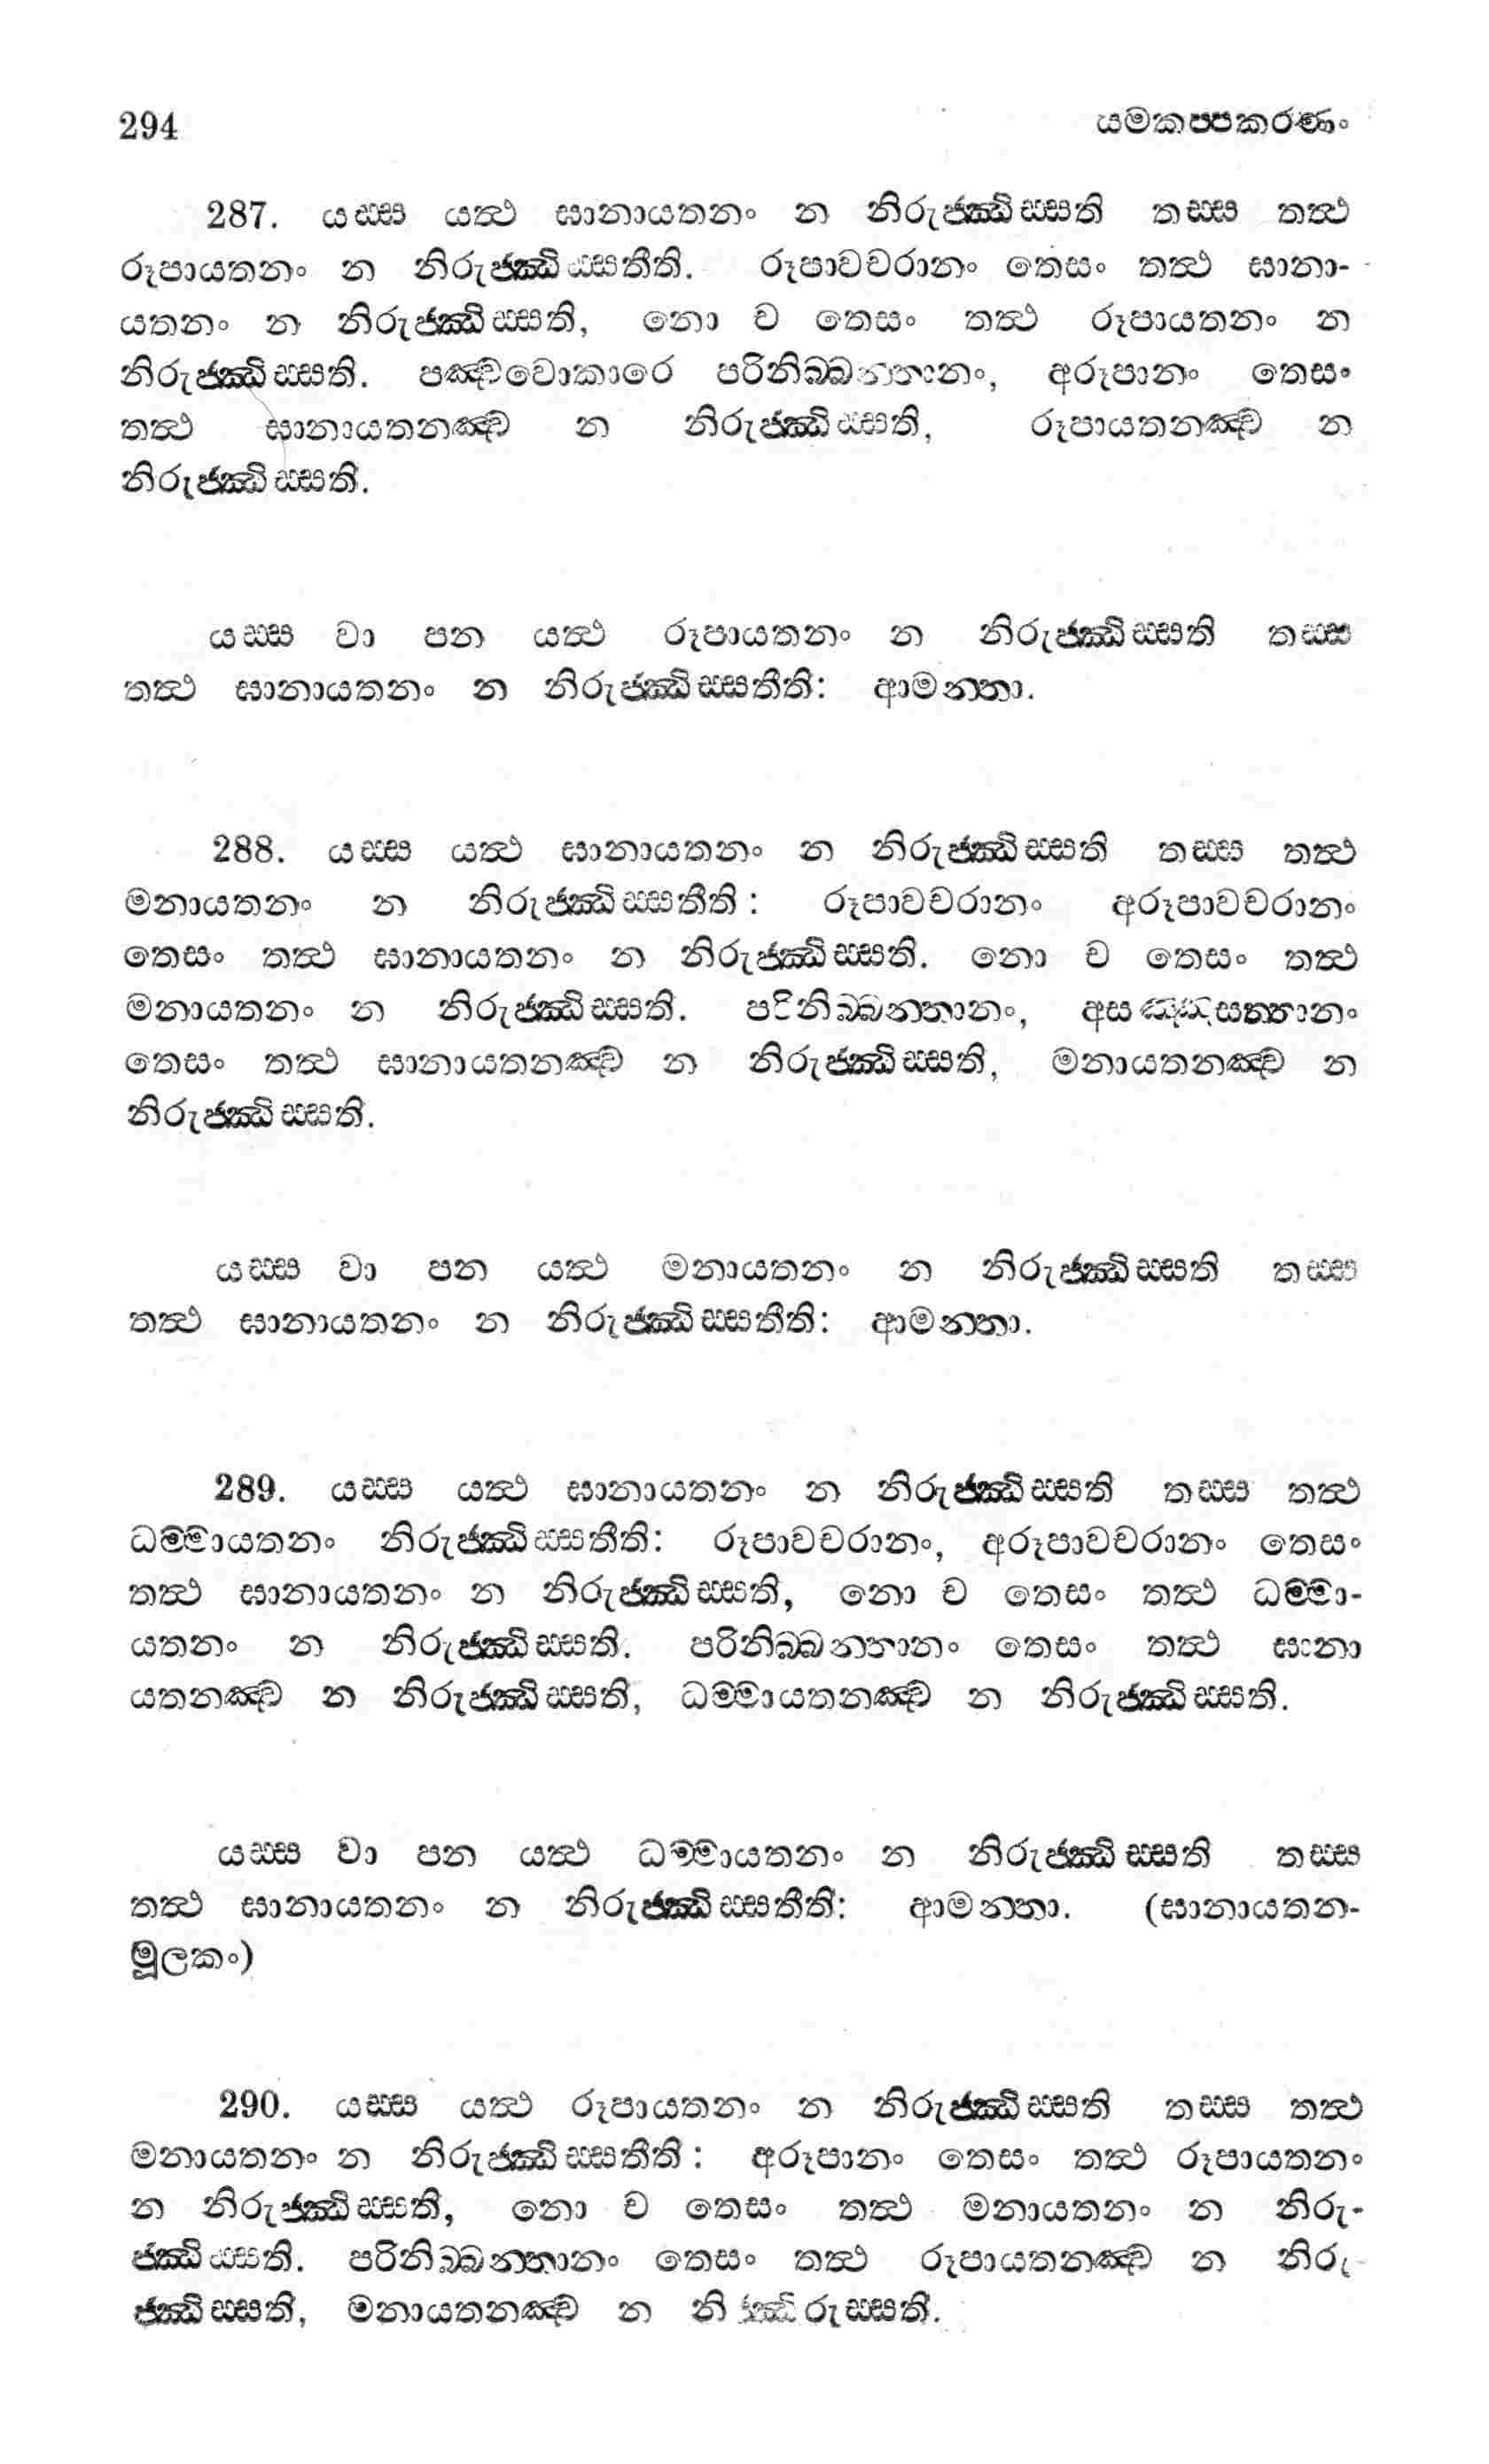 294 යමකප්පකරණං
287. යස්ස යත්ථ ඝානායතනං න නිරුජ්ඣිස්සති තස්ස තත්ථ
රූපායතනං න නිරුජ්ඣිස්සතීති. රූපාවචරානං තෙසං තත්ථ ඝානා-
යතනං න නිරුජ්ඣිස්සති, නො ච තෙසං තත්ථ රූපායතනං න
නිරුජ්ඣිස්සති. පඤ්චවොකාරෙ පරිනිබ්බන්තානං, අරූපානං තෙසං
තත්ථ ඝානායතනඤ්ච න නිරුජ්ඣිස්සති, රූපායතනඤ්ච න
නිරුජ්ඣිස්සති.
යස්ස වා පන යත්ථ රූපායතනං න නිරුජ්ඣිස්සති තස්ස
තත්ථ ඝානායතනං න නිරුජ්ඣිස්සතීති: ආමන්තා.
288. යස්ස යත්ථ ඝානායතනං න නිරුජ්ඣිස්සති තස්ස තත්ථ
මනායතනං න නිරුජ්ඣිස්සතීති: රූපාවචරානං අරූපාවචරානං
තෙසං තත්ථ ඝානායතනං න නිරුජ්ඣිස්සති. නො ච තෙසං තත්ථ
මනායතනං න නිරුජ්ඣිස්සති. පරිනිබ්බන්තානං, අසඤ්ඤසත්තානං
තෙසං තත්ථ ඝානායතනඤ්ච න නිරුජ්ඣිස්සති, මනායතනඤ්ච න
නිරුජ්ඣිස්සති.
යස්ස වා පන යත්ථ මනායතනං න නිරුජ්ඣිස්සති තස්ස
තත්ථ ඝානායතනං න නිරුජ්ඣිස්සතීති: ආමන්තා.
289. යස්ස යත්ථ ඝානායතනං න නිරුජ්ඣිස්සති තස්ස තත්ථ
ධම්මායතනං නිරුජ්ඣිස්සතීති: රූපාවචරානං, අරූපාවචරානං තෙසං
තත්ථ ඝානායතනං න නිරුජ්ඣිස්සති, නො ච තෙසං තත්ථ ධම්මා-
යතනං න නිරුජ්ඣිස්සති. පරිනිබ්බන්තානං තෙසං තත්ථ ඝානා
යතනඤ්ච න නිරූජ්ඣිස්සති, ධම්මායතනඤ්ච න නිරුජ්ඣිස්සති.
යස්ස වා පන යත්ථ ධම්මායතනං න නිරුජ්ඣිස්සති තස්ස
තත්ථ ඝානායතනං න නිරුජ්ඣිස්සතීති: ආමන්තා. (ඝානායතන-
මූලකං)
290. යස්ස යත්ථ රූපායතනං න නිරුජ්ඣිස්සති තස්ස තත්ථ
මනායතනං න නිරුජ්ඣිස්සතීති: අරූපානං තෙසං තත්ථ රූපායතනං
න නිරුජ්ඣිස්සති, නො ච තෙසං තත්ථ මනායතනං න නිරු-
ජ්ඣිස්සති. පරිනිබ්බන්තානං තෙසං තත්ථ රූපායතනඤ්ච න නිරු-
ජ්ඣිස්සති, මනායතනඤ්ච න නිජ්ඣිරුස්සති.